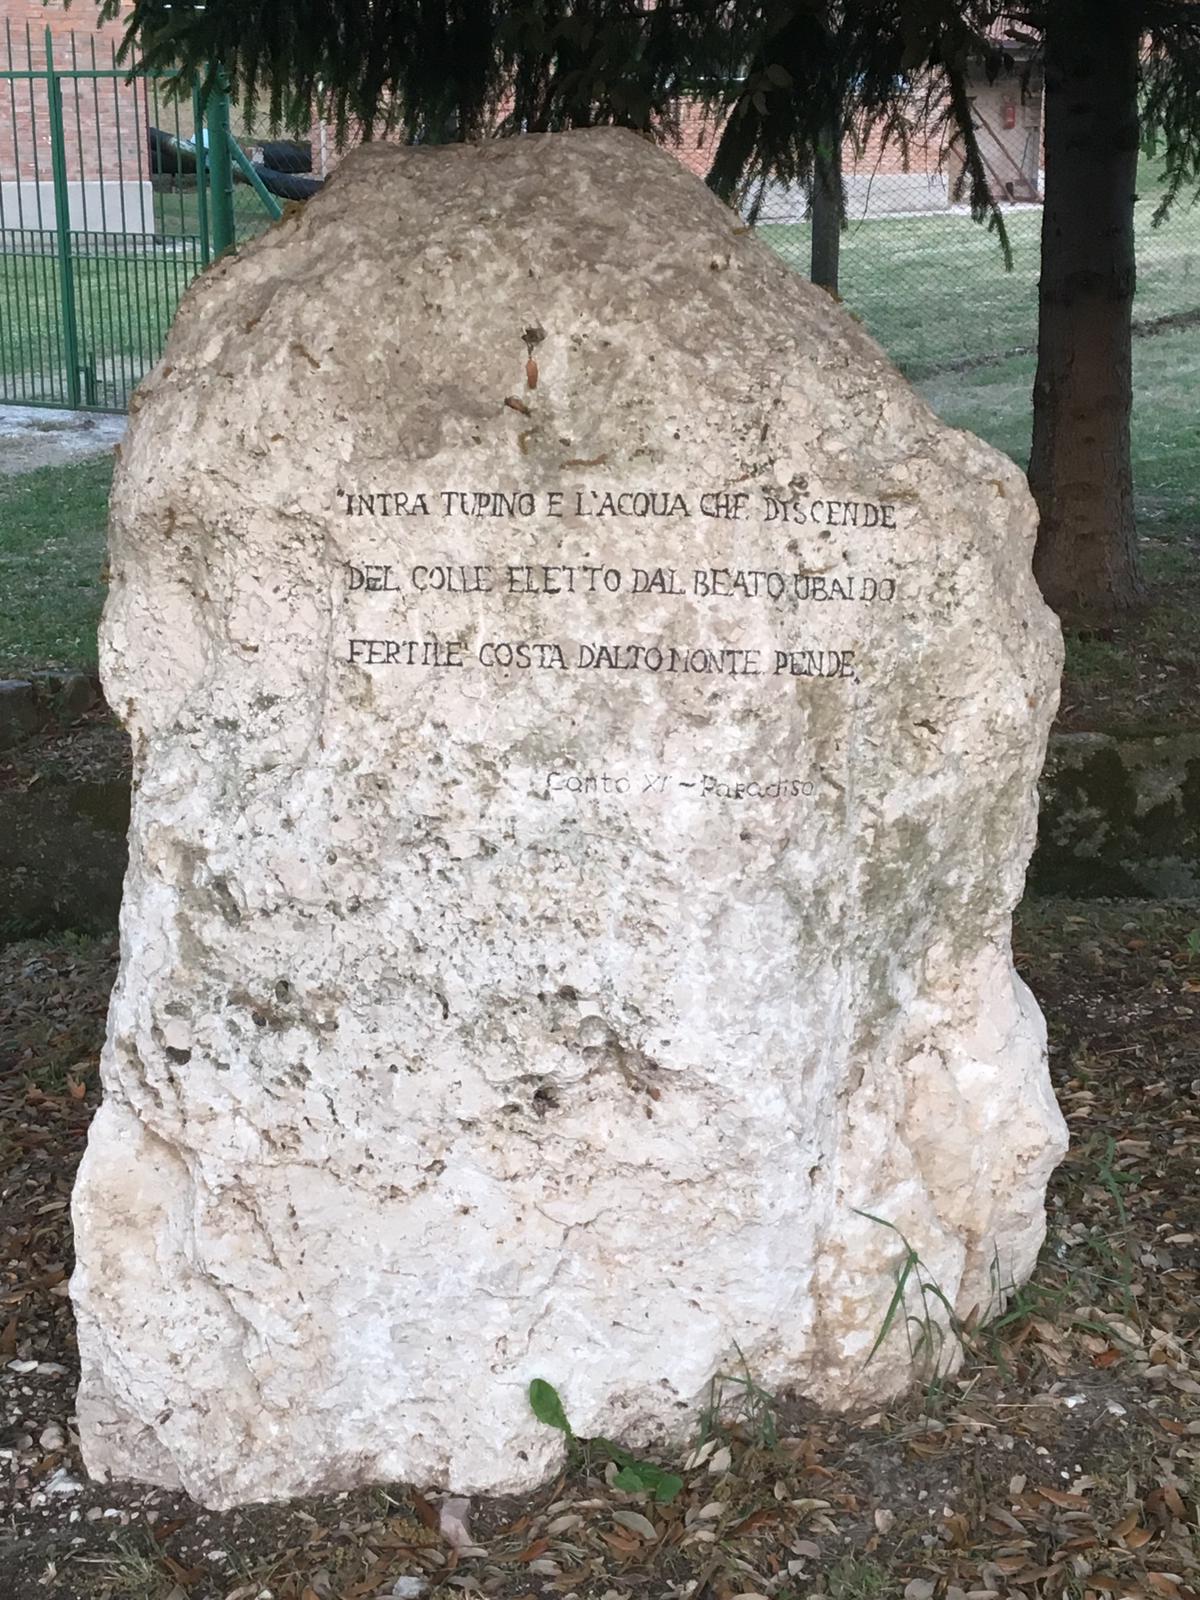 "INTRA TUPINO E L'ACQUA CHE DISCENDE
DEL COLLE ELETTO DAL BEATO UBALDO
FERTILE COSTA D'ALTO MONTE PENDE„
Canto XI ~ Paradiso